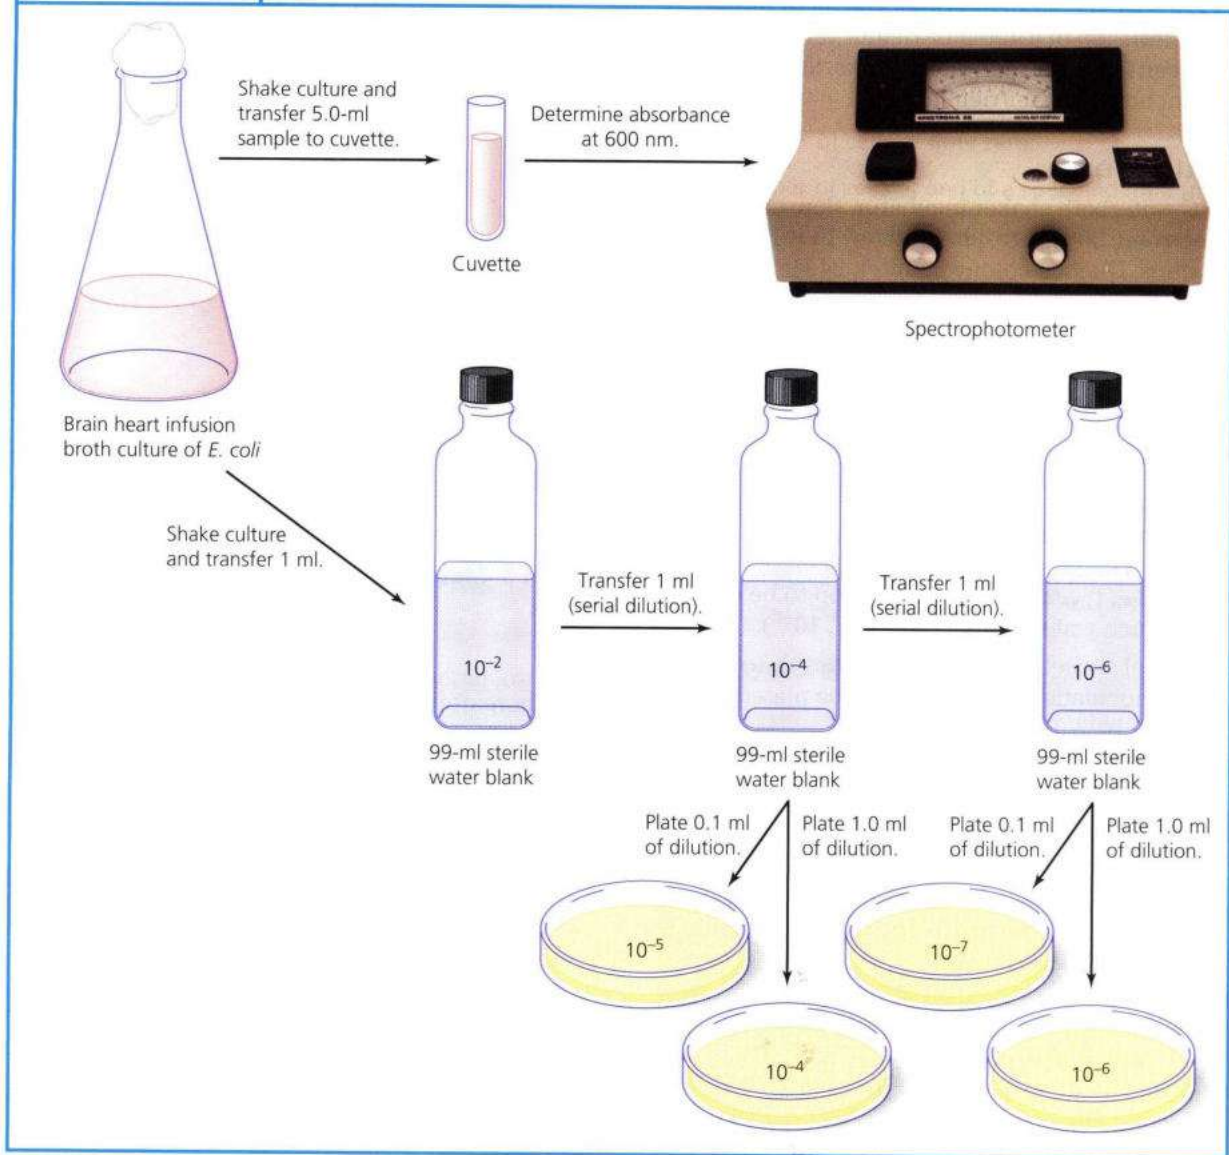 Shake culture and
transfer 5.0-ml
sample to cuvette.
Determine absorbance
at 600 nm.
Cuvette
Spectrophotometer
Brain heart infusion
broth culture of E. coli
Shake culture
and transfer 1 ml.
Transfer 1 ml
(serial dilution).
Transfer 1 ml
(serial dilution).
10–2
10–4
10–6
99-ml sterile
water blank
99-ml sterile
water blank
99-ml sterile
water blank
Plate 0.1 ml
of dilution.
Plate 1.0 ml
of dilution.
Plate 0.1 ml
of dilution.
Plate 1.0 ml
of dilution.
10–5
10–7
10–4
10–6